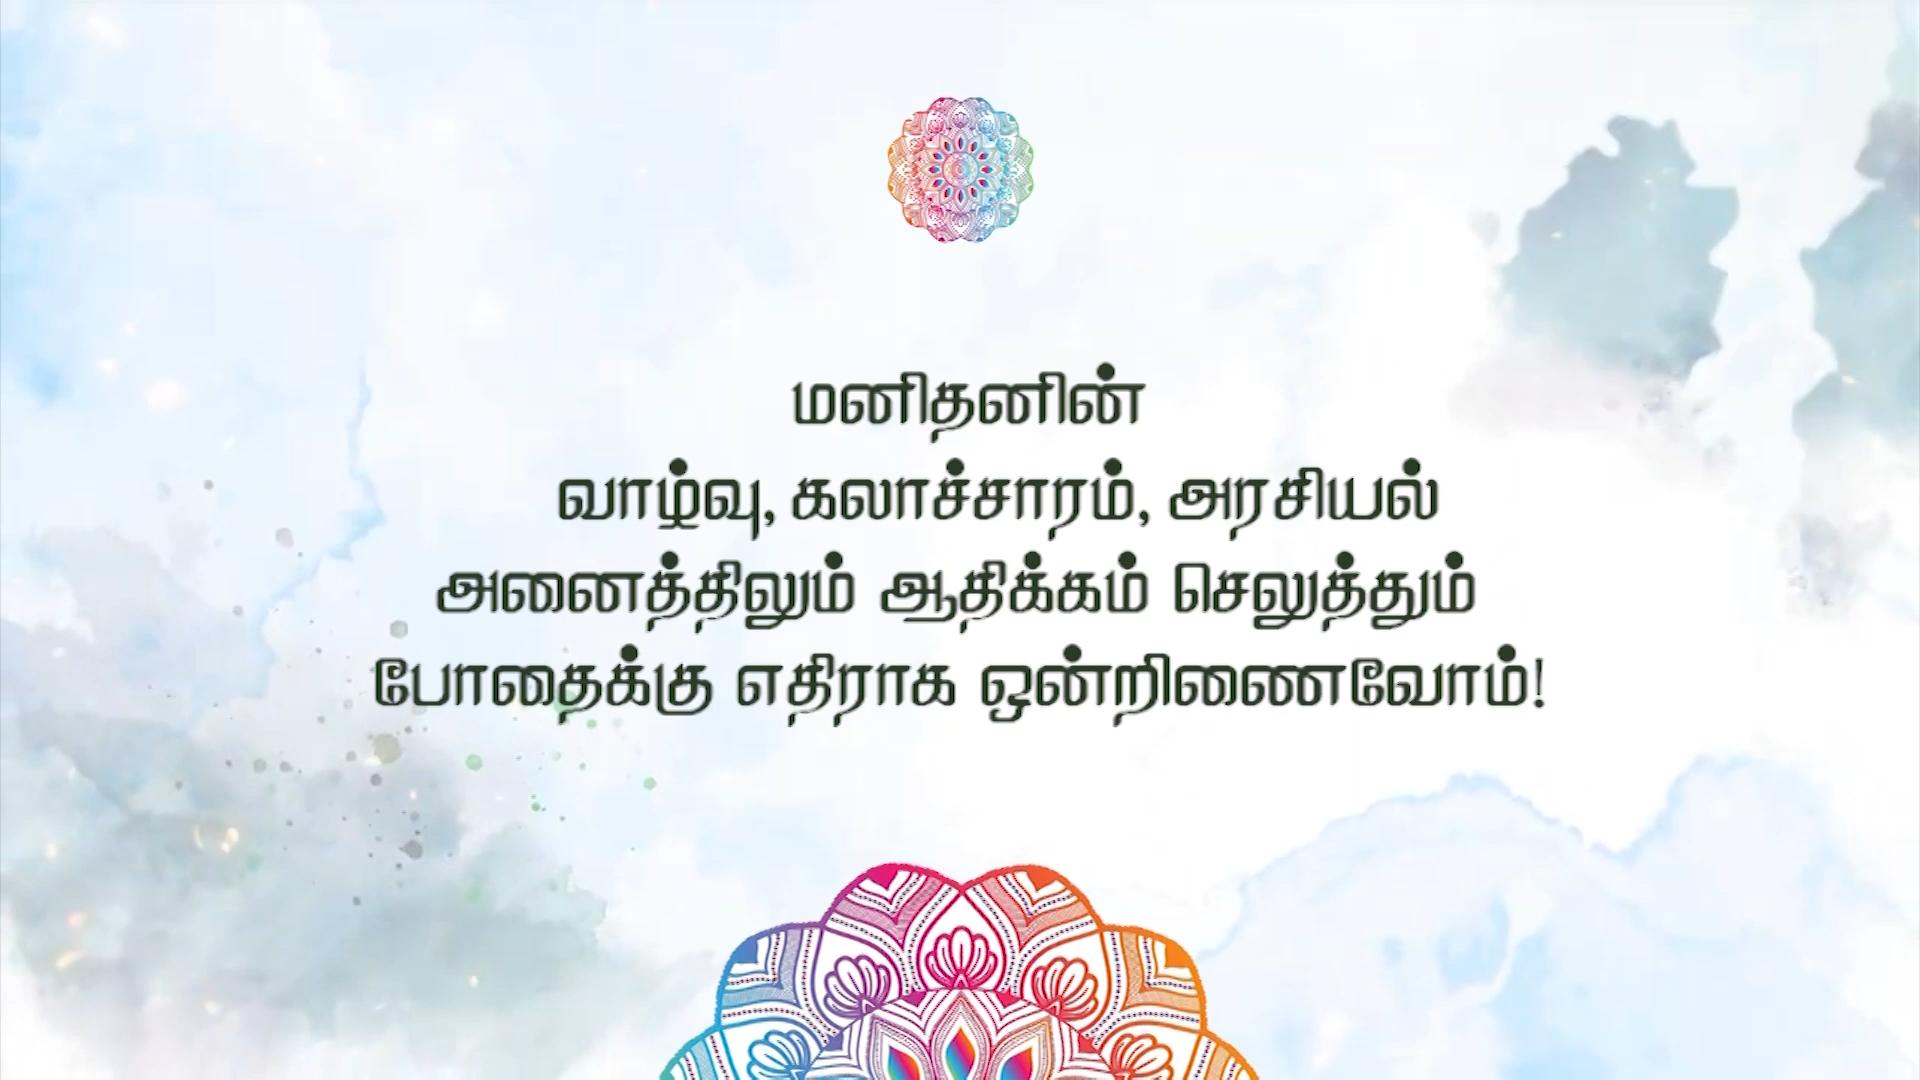 மனிதனின்
வாழ்வு, கலாச்சாரம், அரசியல்
அனைத்திலும் ஆதிக்கம் செலுத்தும்
போதைக்கு எதிராக ஒன்றிணைவோம்!